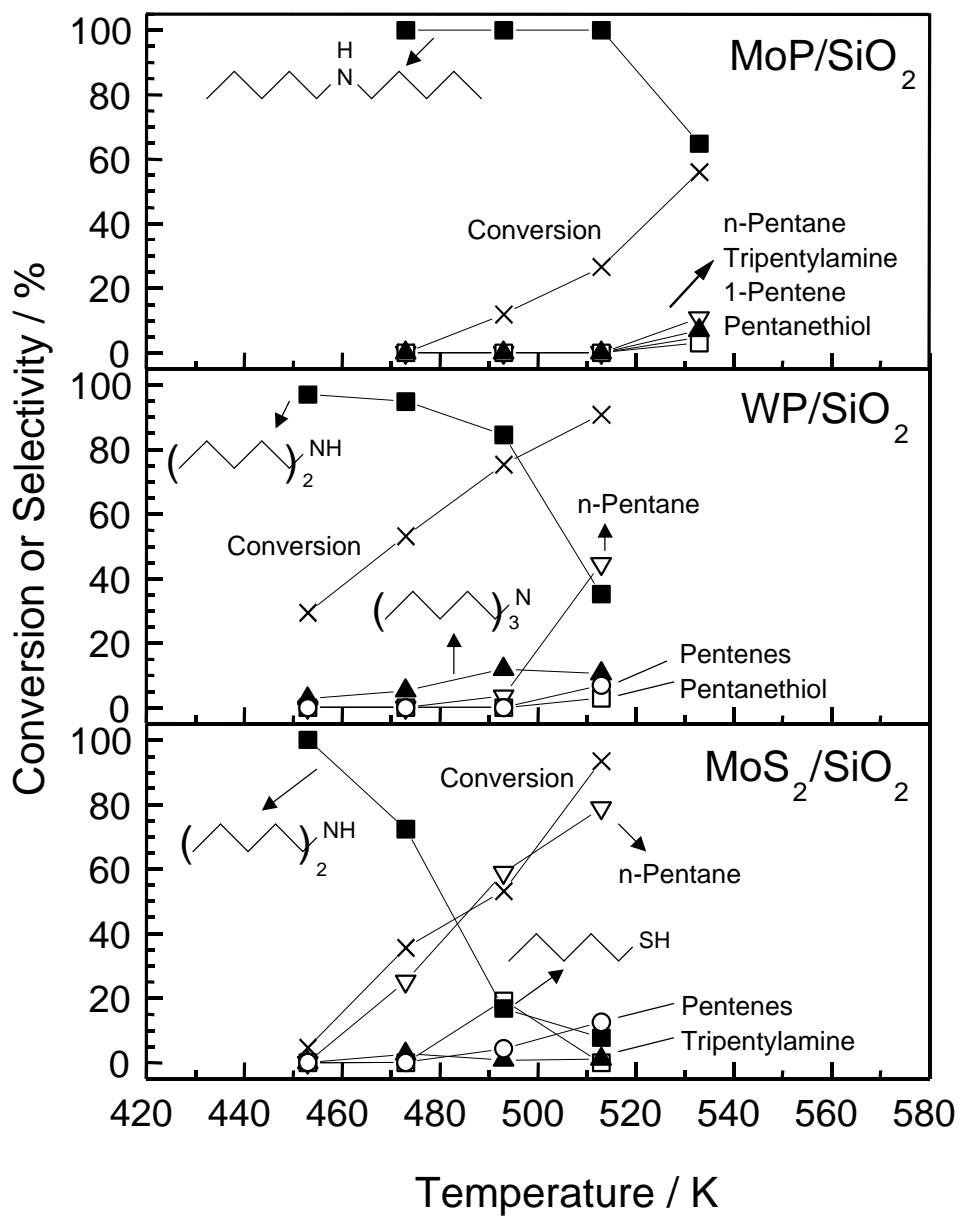 Conversion or Selectivity / %
100
80
60
40
20
0
MoP/SiO2
H
N
Conversion
n-Pentane
Tripentylamine
1-Pentene
Pentanethiol
100
80
60
40
20
0
WP/SiO2
( )2 NH
Conversion
n-Pentane
( )3 N
Pentenes
Pentanethiol
100
80
60
40
20
0
MoS2/SiO2
Conversion
( )2 NH
n-Pentane
SH
Pentenes
Tripentylamine
420 440 460 480 500 520 540 560 580
Temperature / K